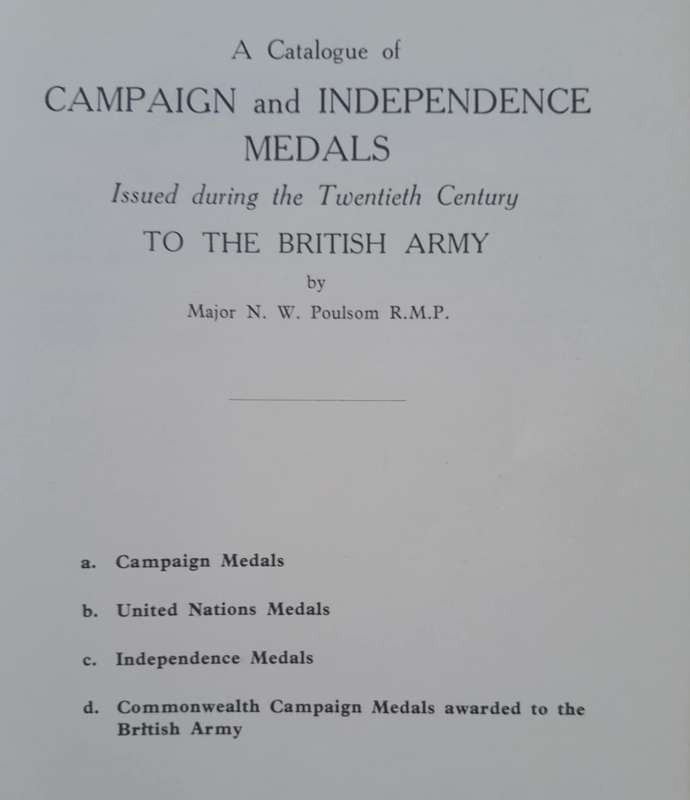 A Catalogue of
CAMPAIGN and INDEPENDENCE
MEDALS
Issued during the Twentieth Century
TO THE BRITISH ARMY
by
Major N. W. Poulsom R.M.P.
a. Campaign Medals
b. United Nations Medals
c. Independence Medals
d. Commonwealth Campaign Medals awarded to the
British Army